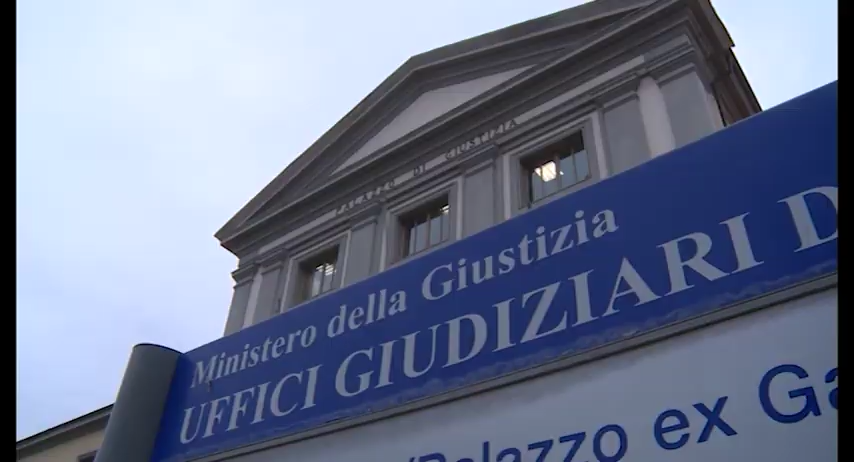 PALAZZO DI GIUSTIZIA
Ministero della Giustizia
UFFICI GIUDIZIARI D
/Palazzo ex Ga